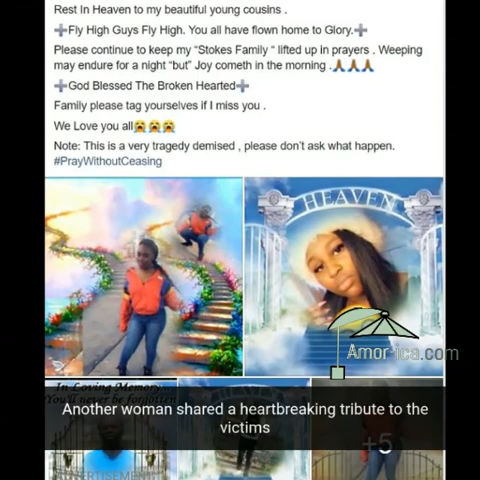 Rest In Heaven to my beautiful young cousins .
➕Fly High Guys Fly High. You all have flown home to Glory.➕
Please continue to keep my "Stokes Family " lifted up in prayers . Weeping
may endure for a night "but" Joy cometh in the morning .🙏🏾🙏🏾🙏🏾
➕God Blessed The Broken Hearted➕
Family please tag yourselves if I miss you .
We Love you all😭😭😭
Note: This is a very tragedy demised , please don't ask what happen.
#PrayWithoutCeasing
HEAVEN
Amor-ica.com
In Loving Memory...
You'll never be forgotten
Another woman shared a heartbreaking tribute to the
victims
+5
ADVERTISEMENT